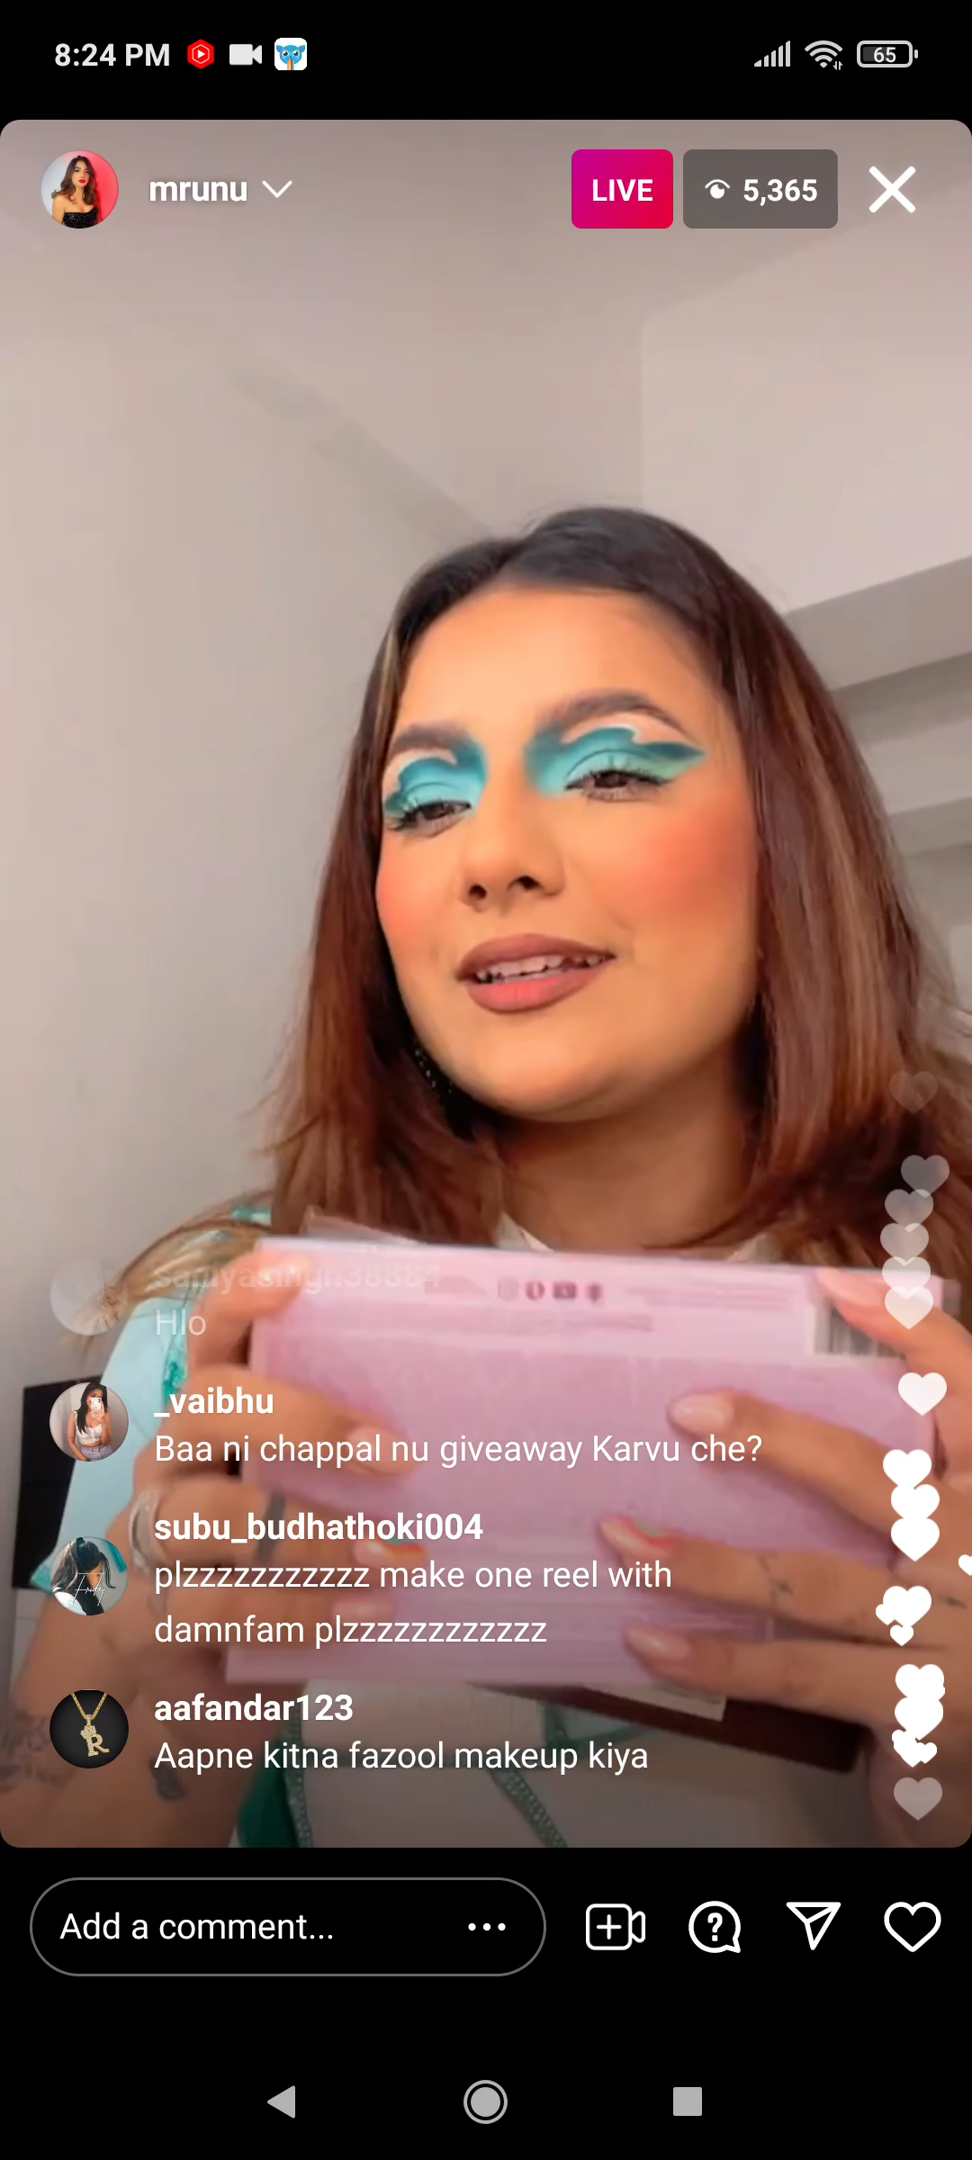 8:24 PM
65
mrunu
LIVE
5,365
saniyasingh38884
Hlo
_vaibhu
Baa ni chappal nu giveaway Karvu che?
subu_budhathoki004
plzzzzzzzzzzz make one reel with
damnfam plzzzzzzzzzzzz
aafandar123
Aapne kitna fazool makeup kiya
Add a comment...